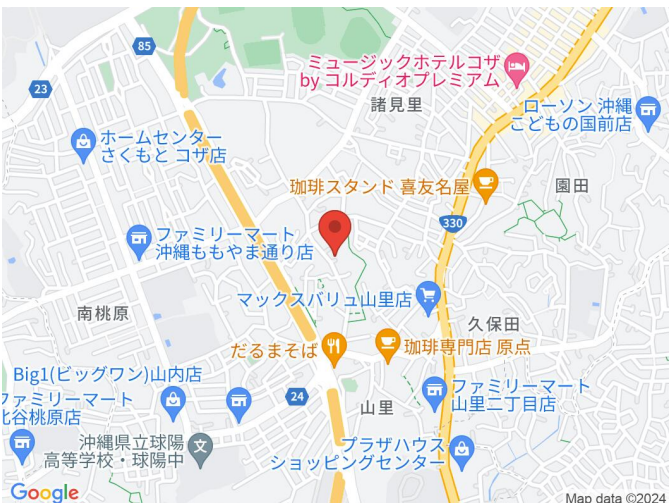 85
23
ミュージックホテルコザ
by コルディオプレミアム
諸見里
ローソン 沖縄
こどもの国前店
ホームセンター
さくもと コザ店
珈琲スタンド 喜友名屋
園田
330
ファミリーマート
沖縄ももやま通り店
マックスバリュ山里店
南桃原
久保田
だるまそば
珈琲専門店 原点
Big1(ビッグワン)山内店
24
ファミリーマート
北谷桃原店
山里
ファミリーマート
山里二丁目店
沖縄県立球陽
高等学校・球陽中
プラザハウス
ショッピングセンター
Google
Map data ©2024